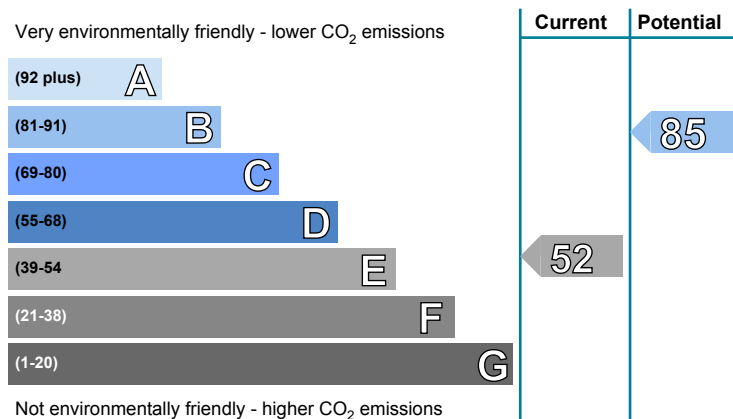 Current Potential
Very environmentally friendly - lower CO₂ emissions
(92 plus) A
(81-91) B
85
(69-80) C
(55-68) D
(39-54 E
52
(21-38) F
(1-20) G
Not environmentally friendly - higher CO₂ emissions